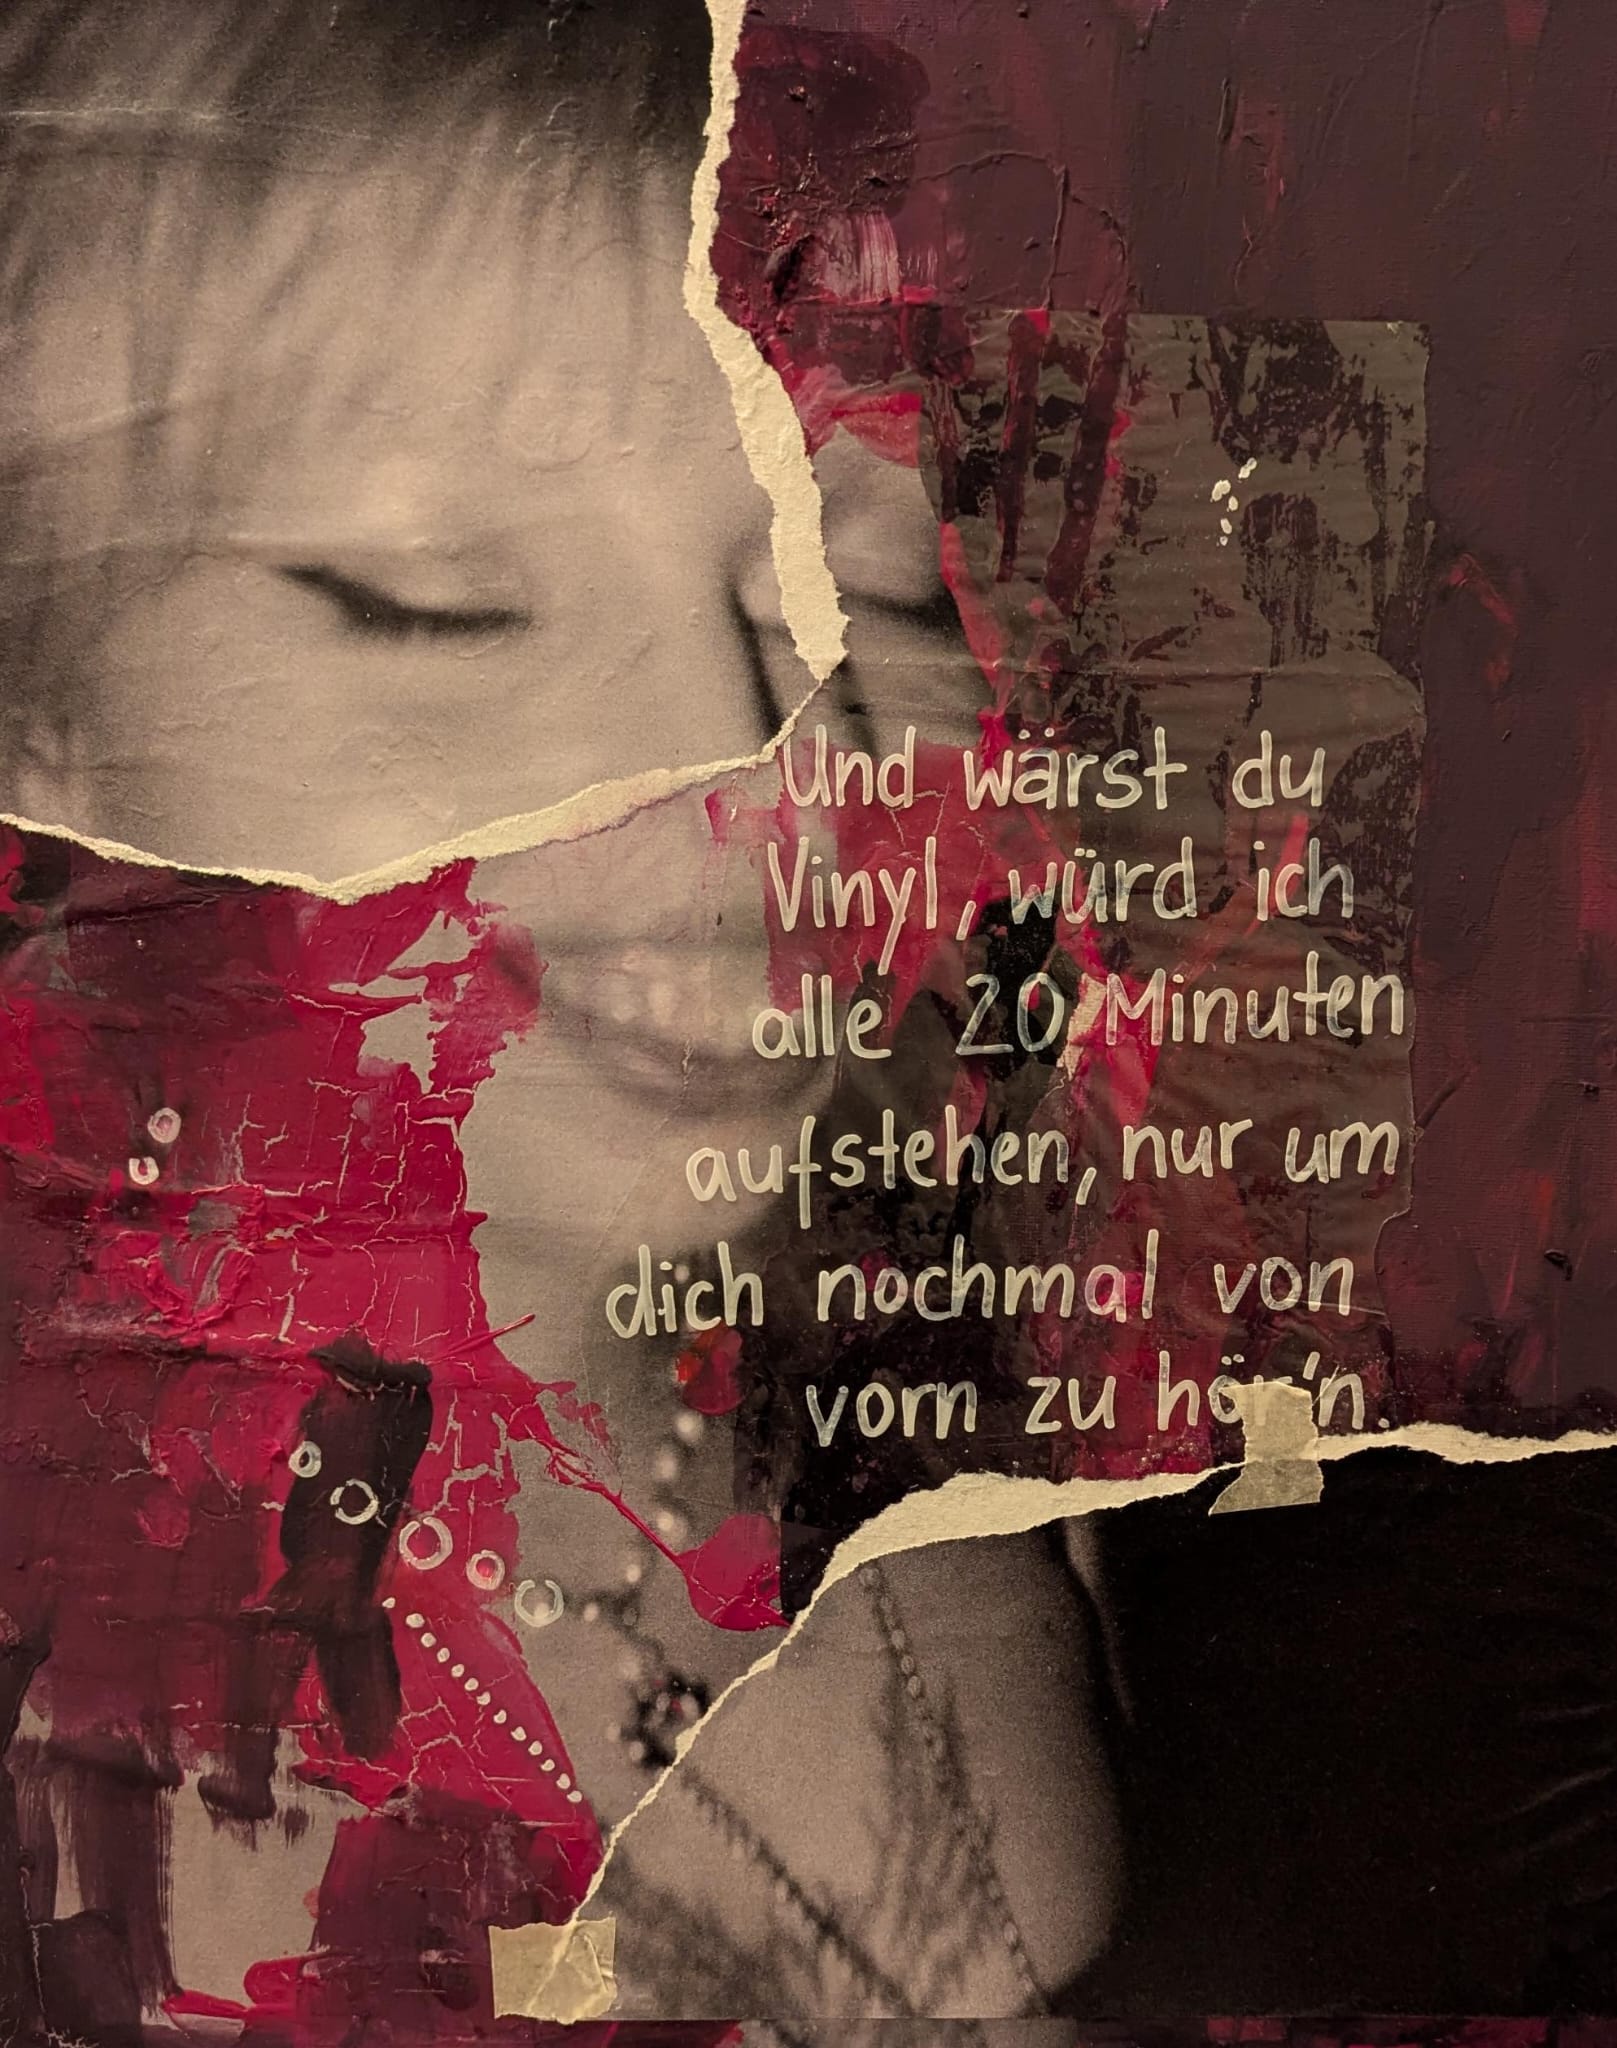 Und wärst du
Vinyl, würd ich
alle 20 Minuten
aufstehen, nur um
dich nochmal von
vorn zu hör'n.